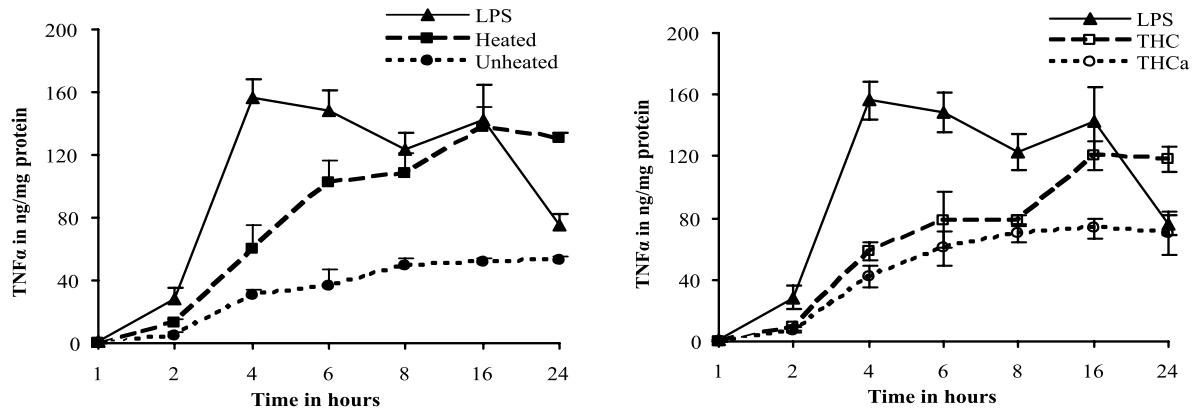 LPS
Heated
Unheated
200
160
120
80
40
0
TNFα in ng/mg protein
1 2 4 6 8 16 24
Time in hours
LPS
THC
THCa
200
160
120
80
40
0
TNFα in ng/mg protein
1 2 4 6 8 16 24
Time in hours